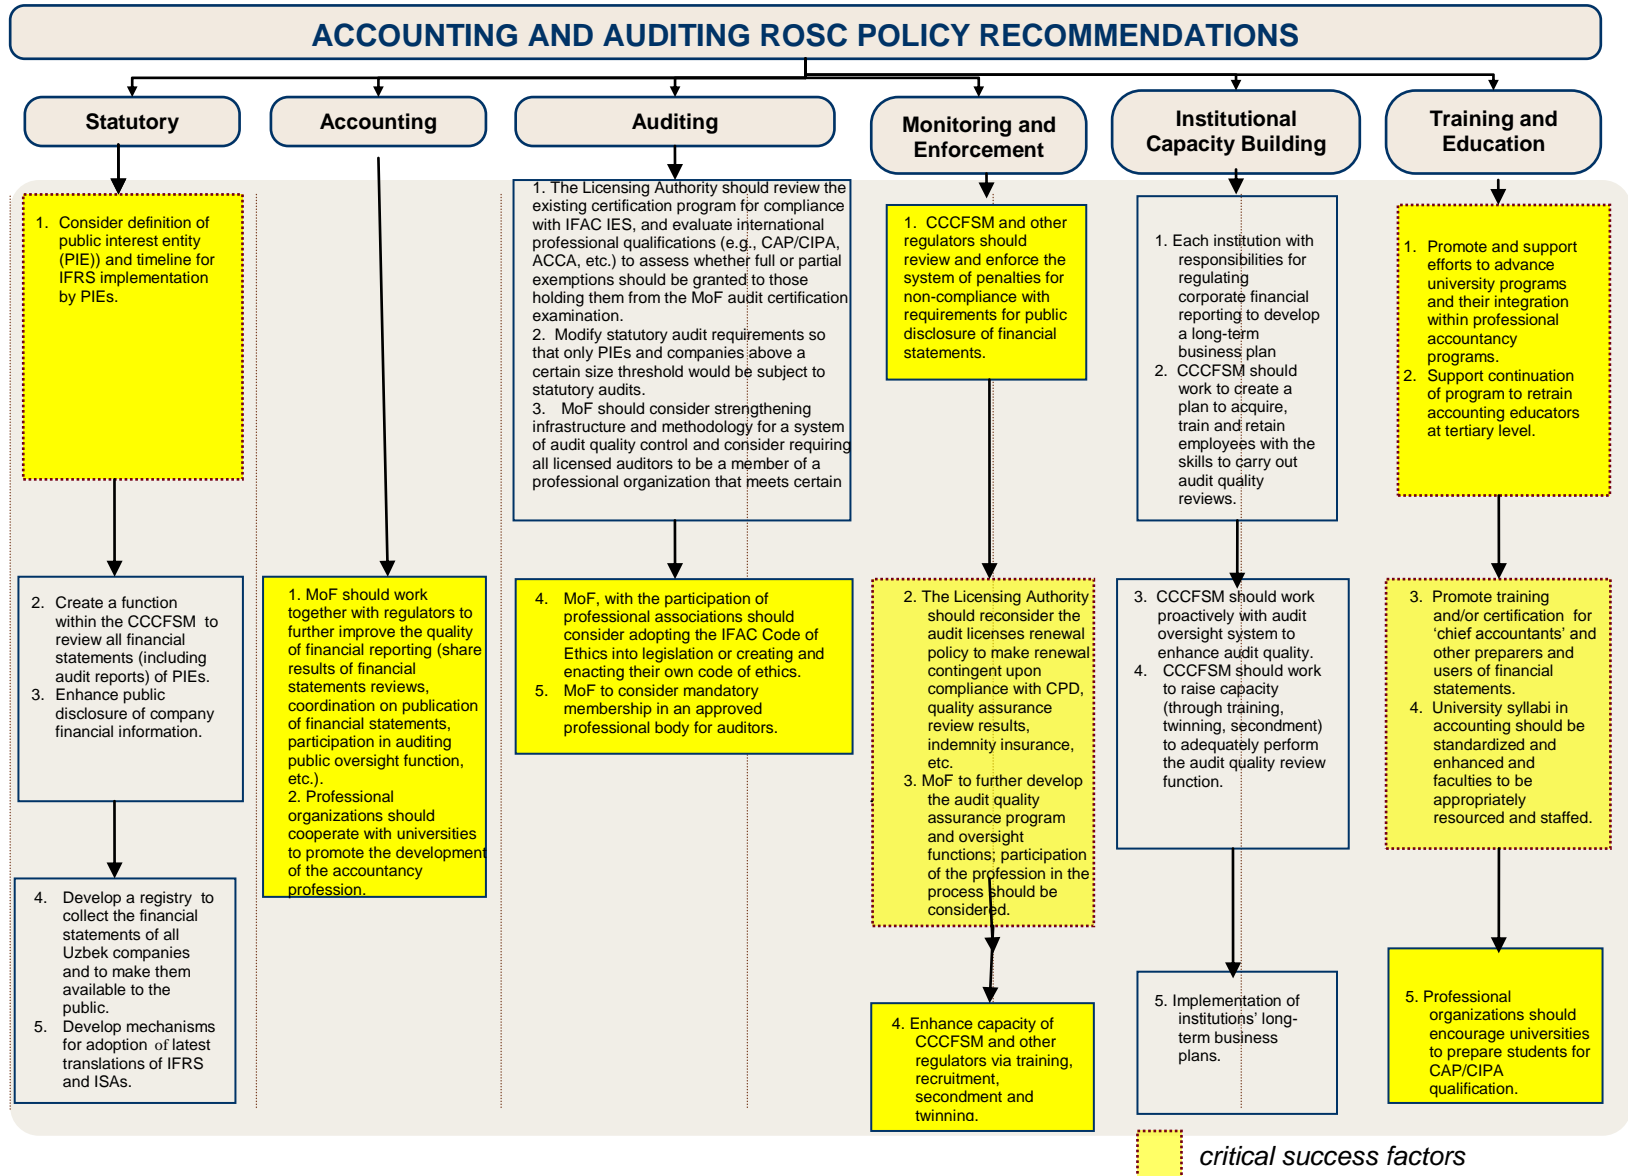 ACCOUNTING AND AUDITING ROSC POLICY RECOMMENDATIONS
Statutory
Accounting
Auditing
Monitoring and
Enforcement
Institutional
Capacity Building
Training and
Education
1. Consider definition of
public interest entity
(PIE)) and timeline for
IFRS implementation
by PIEs.
2. Create a function
within the CCCFSM to
review all financial
statements (including
audit reports) of PIEs.
3. Enhance public
disclosure of company
financial information.
4. Develop a registry to
collect the financial
statements of all
Uzbek companies
and to make them
available to the
public.
5. Develop mechanisms
for adoption of latest
translations of IFRS
and ISAs.
1. MoF should work
together with regulators to
further improve the quality
of financial reporting (share
results of financial
statements reviews,
coordination on publication
of financial statements,
participation in auditing
public oversight function,
etc.).
2. Professional
organizations should
cooperate with universities
to promote the development
of the accountancy
profession.
1. The Licensing Authority should review the
existing certification program for compliance
with IFAC IES, and evaluate international
professional qualifications (e.g., CAP/CIPA,
ACCA, etc.) to assess whether full or partial
exemptions should be granted to those
holding them from the MoF audit certification
examination.
2. Modify statutory audit requirements so
that only PIEs and companies above a
certain size threshold would be subject to
statutory audits.
3. MoF should consider strengthening
infrastructure and methodology for a system
of audit quality control and consider requiring
all licensed auditors to be a member of a
professional organization that meets certain
4. MoF, with the participation of
professional associations should
consider adopting the IFAC Code of
Ethics into legislation or creating and
enacting their own code of ethics.
5. MoF to consider mandatory
membership in an approved
professional body for auditors.
1. CCCFSM and other
regulators should
review and enforce the
system of penalties for
non-compliance with
requirements for public
disclosure of financial
statements.
2. The Licensing Authority
should reconsider the
audit licenses renewal
policy to make renewal
contingent upon
compliance with CPD,
quality assurance
review results,
indemnity insurance,
etc.
3. MoF to further develop
the audit quality
assurance program
and oversight
functions; participation
of the profession in the
process should be
considered.
4. Enhance capacity of
CCCFSM and other
regulators via training,
recruitment,
secondment and
twinning.
1. Each institution with
responsibilities for
regulating
corporate financial
reporting to develop
a long-term
business plan
2. CCCFSM should
work to create a
plan to acquire,
train and retain
employees with the
skills to carry out
audit quality
reviews.
3. CCCFSM should work
proactively with audit
oversight system to
enhance audit quality.
4. CCCFSM should work
to raise capacity
(through training,
twinning, secondment)
to adequately perform
the audit quality review
function.
5. Implementation of
institutions' long-
term business
plans.
1. Promote and support
efforts to advance
university programs
and their integration
within professional
accountancy
programs.
2. Support continuation
of program to retrain
accounting educators
at tertiary level.
3. Promote training
and/or certification for
‘chief accountants’ and
other preparers and
users of financial
statements.
4. University syllabi in
accounting should be
standardized and
enhanced and
faculties to be
appropriately
resourced and staffed.
5. Professional
organizations should
encourage universities
to prepare students for
CAP/CIPA
qualification.
critical success factors